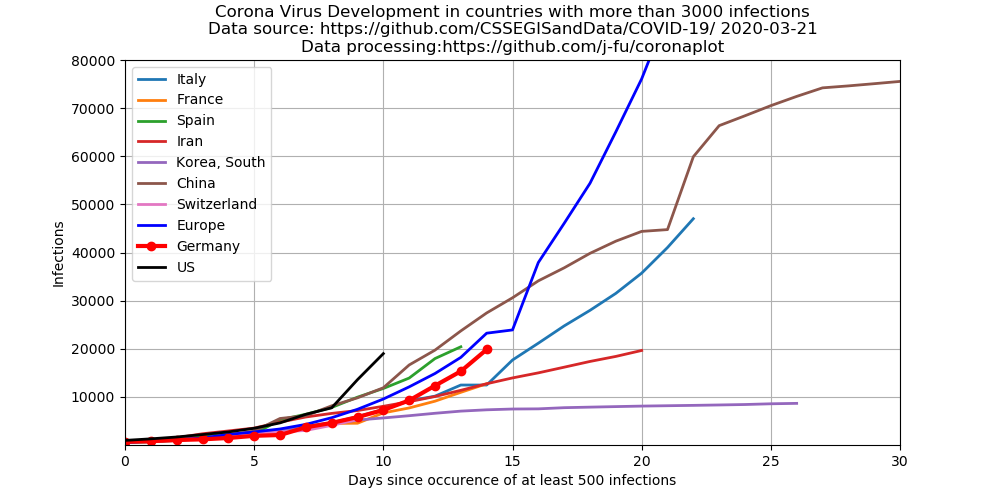 Corona Virus Development in countries with more than 3000 infections
Data source: https://github.com/CSSEGISandData/COVID-19/ 2020-03-21
Data processing:https://github.com/j-fu/coronaplot
80000
70000
60000
50000
40000
30000
20000
10000
Infections
Italy
France
Spain
Iran
Korea, South
China
Switzerland
Europe
Germany
US
0 5 10 15 20 25 30
Days since occurence of at least 500 infections